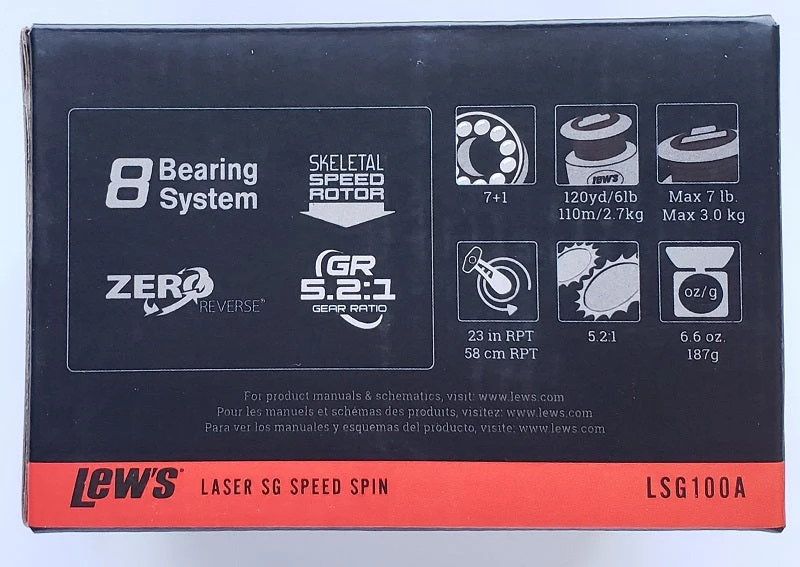 8 Bearing
System
SKELETAL
SPEED
ROTOR
ZERO
REVERSE
GR
5.2:1
GEAR RATIO
7+1
LEW'S
120yd/6lb
110m/2.7kg
Max 7 lb.
Max 3.0 kg
23 in RPT
58 cm RPT
5.2:1
oz/g
6.6 oz.
187g
For product manuals & schematics, visit: www.lews.com
Pour les manuels et schémas des produits, visitez: www.lews.com
Para ver los manuales y esquemas del producto, visite: www.lews.com
Lew's LASER SG SPEED SPIN LSG100A